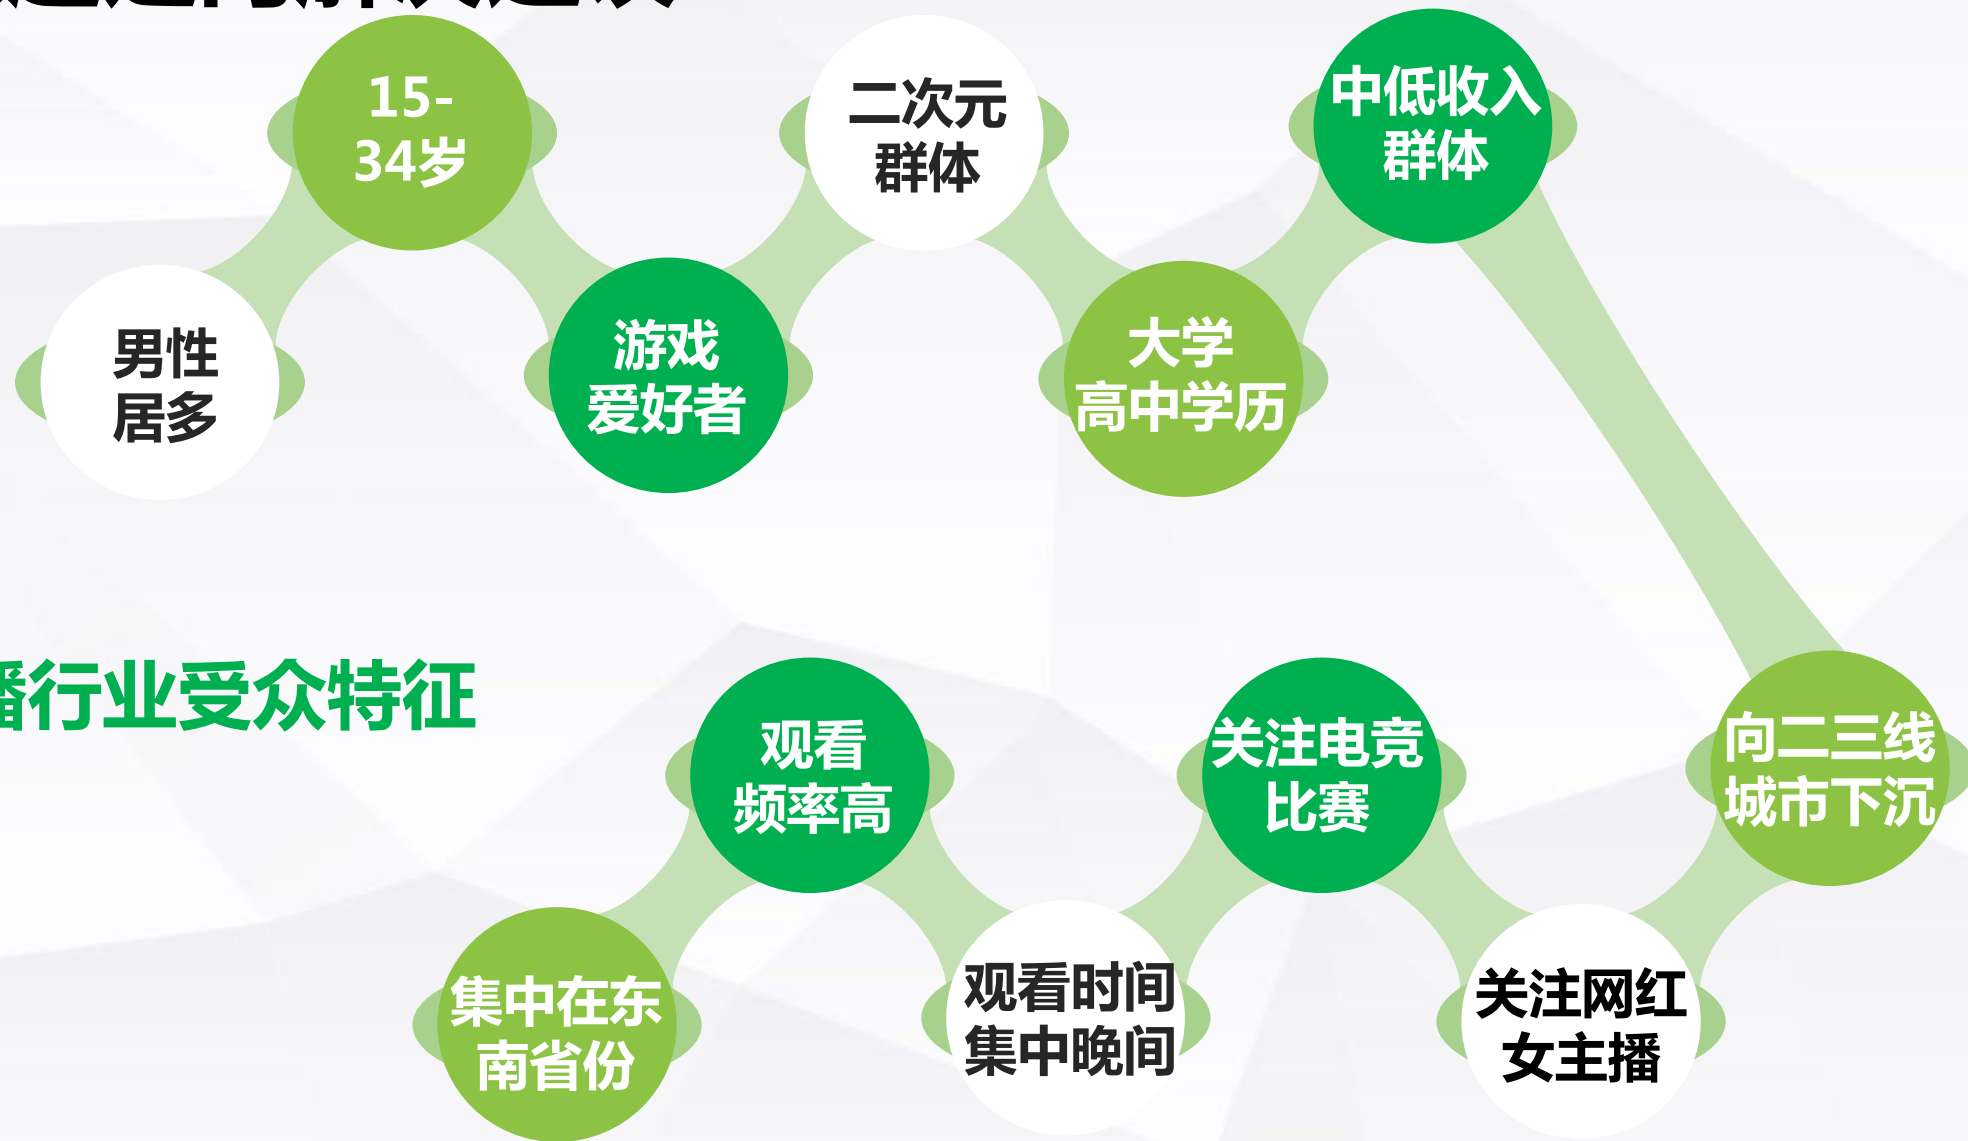 15-
34岁
二次元
群体
中低收入
群体
男性
居多
游戏
爱好者
大学
高中学历
播行业受众特征
观看
频率高
关注电竞
比赛
向二三线
城市下沉
集中在东
南省份
观看时间
集中晚间
关注网红
女主播